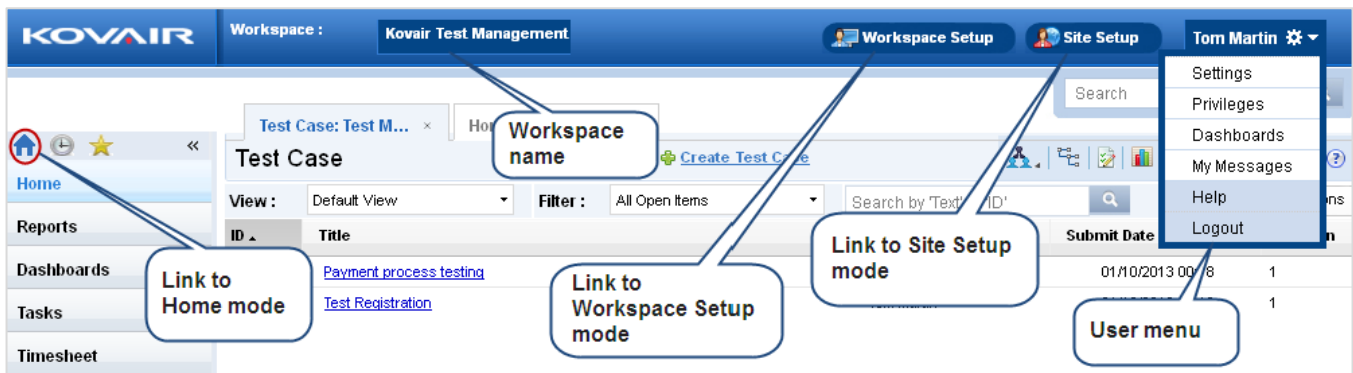 KOVAIR
Workspace :
Kovair Test Management
Workspace Setup
Site Setup
Tom Martin
Settings
Privileges
Dashboards
My Messages
Help
Logout
Search
Test Case: Test M... ×
Workspace name
«
Test Case
Create Test Case
Home
View :
Default View
Filter :
All Open Items
Search by 'Text'
ID'
Reports
ID
Title
Submit Date
Dashboards
Payment process testing
01/10/2013
1
Tasks
Test Registration
1
Timesheet
Link to
Home mode
Link to
Workspace Setup
mode
Link to Site Setup
mode
User menu